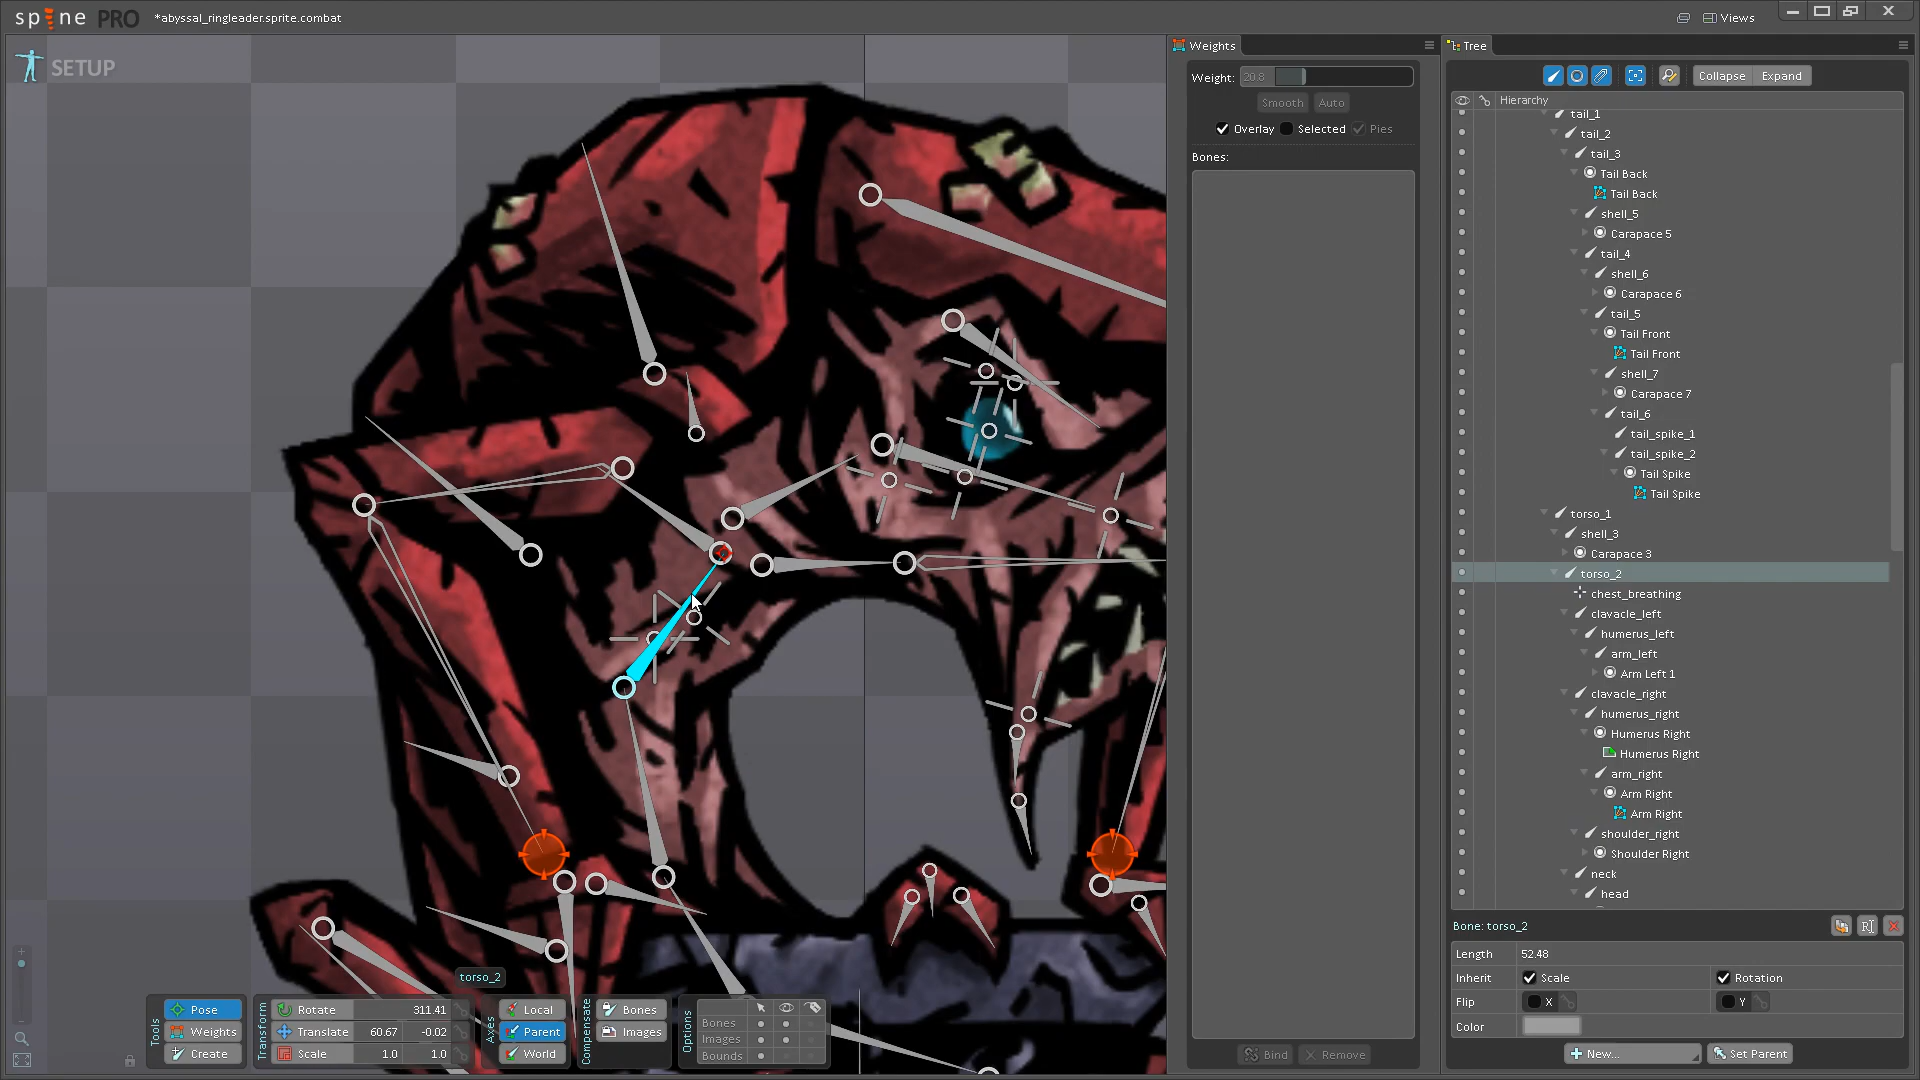 spine PRO *abyssal_ringleader.sprite.combat
Views
SETUP
Weights
Weight: 20.8
Smooth Auto
Overlay Selected Pies
Bones:
Bind Remove
torso_2
Tools
Pose
Weights
Create
Transform
Rotate 311.41
Translate 60.67 -0.02
Scale 1.0 1.0
Axes
Local
Parent
World
Compensate
Bones
Images
Options
Bones
Images
Bounds
Tree
Collapse Expand
Hierarchy
tail_1
tail_2
tail_3
Tail Back
Tail Back
shell_5
Carapace 5
tail_4
shell_6
Carapace 6
tail_5
Tail Front
Tail Front
shell_7
Carapace 7
tail_6
tail_spike_1
tail_spike_2
Tail Spike
Tail Spike
torso_1
shell_3
Carapace 3
torso_2
chest_breathing
clavacle_left
humerus_left
arm_left
Arm Left 1
clavacle_right
humerus_right
Humerus Right
Humerus Right
arm_right
Arm Right
Arm Right
shoulder_right
Shoulder Right
neck
head
Bone: torso_2
Length 52.48
Inherit Scale Rotation
Flip X Y
Color
New... Set Parent